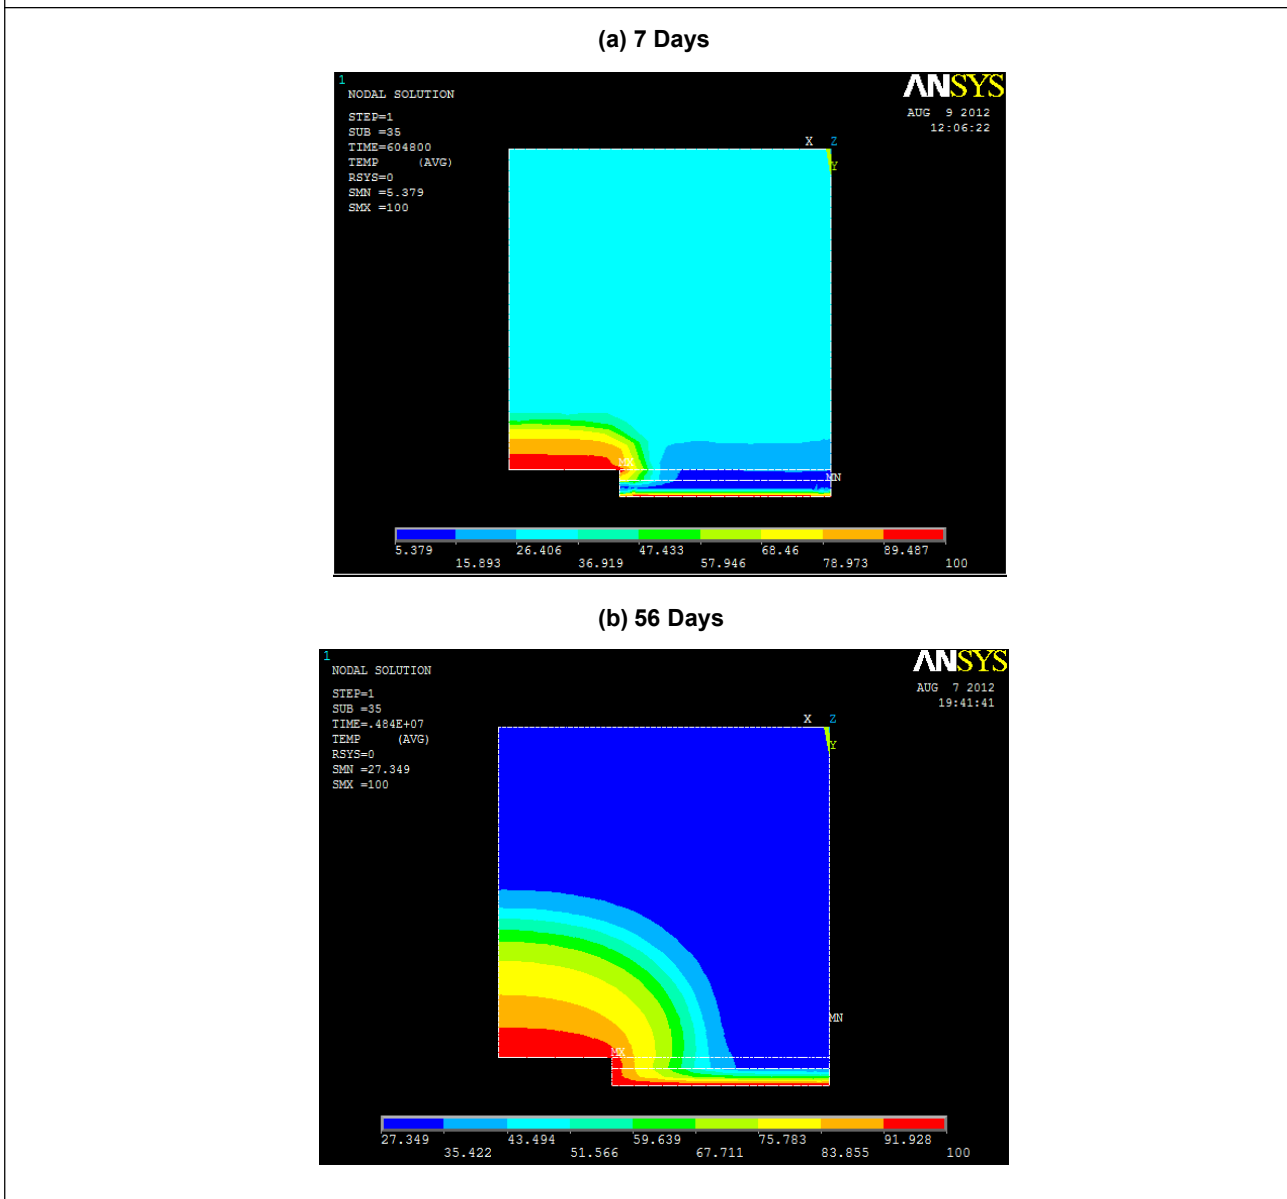 (a) 7 Days
1
NODAL SOLUTION
STEP=1
SUB =35
TIME=604800
TEMP (AVG)
RSYS=0
SMN =5.379
SMX =100
ANSYS
AUG 9 2012
12:06:22
X Z
Y
MX
MN
5.379 26.406 47.433 68.46 89.487
15.893 36.919 57.946 78.973 100
(b) 56 Days
1
NODAL SOLUTION
STEP=1
SUB =35
TIME=.484E+07
TEMP (AVG)
RSYS=0
SMN =27.349
SMX =100
ANSYS
AUG 7 2012
19:41:41
X Z
Y
MN
MX
27.349 43.494 59.639 75.783 91.928
35.422 51.566 67.711 83.855 100